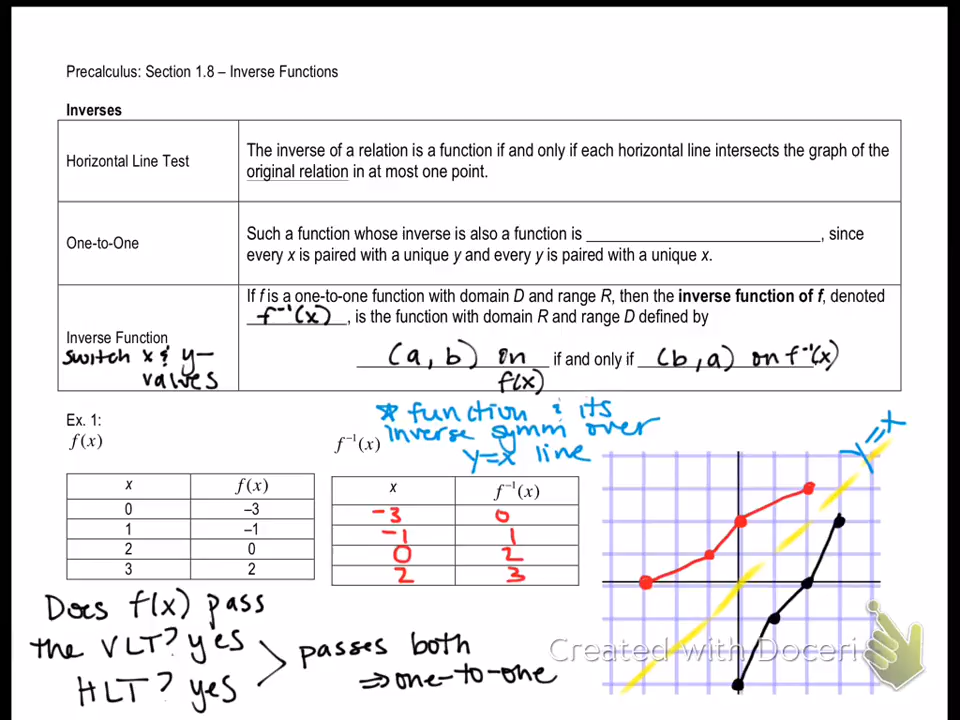 Precalculus: Section 1.8 – Inverse Functions
Inverses
Horizontal Line Test
The inverse of a relation is a function if and only if each horizontal line intersects the graph of the
original relation in at most one point.
One-to-One
Such a function whose inverse is also a function is ____________________, since
every x is paired with a unique y and every y is paired with a unique x.
If f is a one-to-one function with domain D and range R, then the inverse function of f, denoted
f⁻¹(x), is the function with domain R and range D defined by
Inverse Function
switch x & y-
values
(a, b) on f(x) if and only if (b, a) on f⁻¹(x)
Ex. 1:
f(x)
f⁻¹(x)
* function & its
inverse symm over
y=x line
y=x
x f(x)
0 –3
1 –1
2 0
3 2
x f⁻¹(x)
-3 0
-1 1
0 2
2 3
Does f(x) pass
the VLT? yes
HLT? yes
passes both
⇒ one-to-one
Created with Doceri